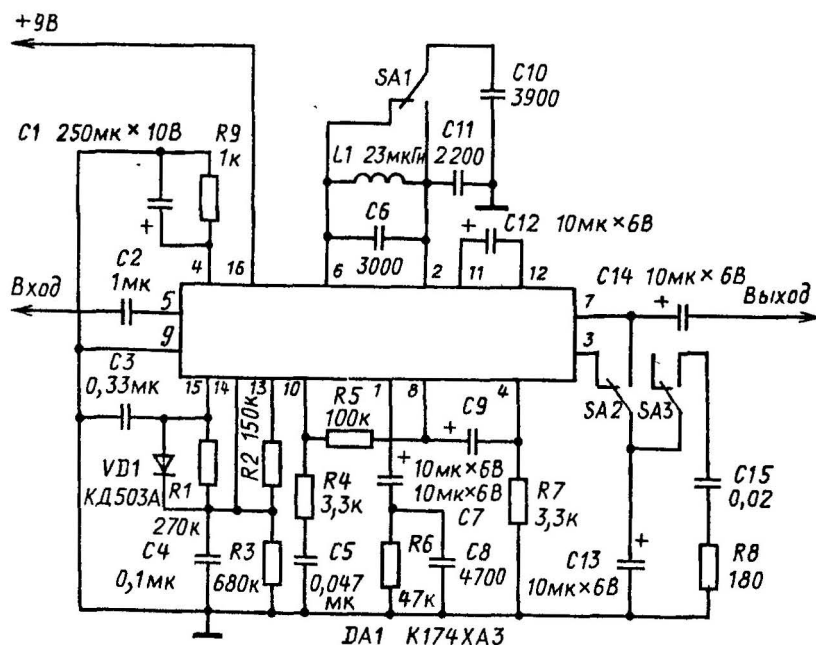 +9В
SA1
C10
3900
C1 250мк × 10В
R9
1к
L1 23мкГн
C11
2200
C6
3000
C12 10мк × 6В
C2
1мк
4
16
6
2
11
12
C14 10мк × 6В
Вход
5
7
Выход
9
3
C3
0,33мк
15
14
13
10
1
8
4
150к
R2
R5
100к
C9
SA2
SA3
VD1
КД503А
R1
270к
R4
3,3к
10мк×6В
10мк×6В
C7
R7
3,3к
C15
0,02
C4
0,1мк
R3
680к
C5
0,047
мк
R6
47к
C8
4700
C13
10мк×6В
R8
180
DA1 К174ХА3